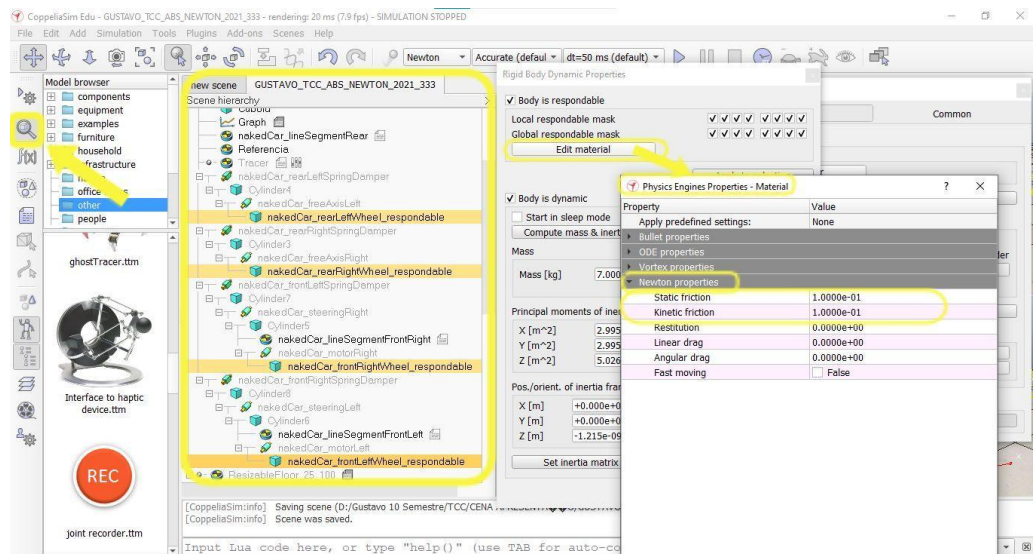 CoppeliaSim Edu - GUSTAVO_TCC_ABS_NEWTON_2021_333 - rendering: 20 ms (7.9 fps) - SIMULATION STOPPED
File Edit Add Simulation Tools Plugins Add-ons Scenes Help
Newton
Accurate (defaul
dt=50 ms (default)
Model browser
components
equipment
examples
furniture
household
infrastructure
office
other
people
ghostTracer.ttm
Interface to haptic
device.ttm
REC
joint recorder.ttm
new scene
GUSTAVO_TCC_ABS_NEWTON_2021_333
Scene hierarchy
Cuboid
Graph
nakedCar_lineSegmentRear
Referencia
Tracer
nakedCar_rearLeftSpringDamper
Cylinder4
nakedCar_freeAxisLeft
nakedCar_rearLeftWheel_respondable
nakedCar_rearRightSpringDamper
Cylinder3
nakedCar_freeAxisRight
nakedCar_rearRightWheel_respondable
nakedCar_frontLeftSpringDamper
Cylinder7
nakedCar_steeringRight
Cylinder5
nakedCar_lineSegmentFrontRight
nakedCar_motorRight
nakedCar_frontRightWheel_respondable
nakedCar_frontRightSpringDamper
Cylinder8
nakedCar_steeringLeft
Cylinder6
nakedCar_lineSegmentFrontLeft
nakedCar_motorLeft
nakedCar_frontLeftWheel_respondable
ResizableFloor_25_100
Rigid Body Dynamic Properties
Body is respondable
Local respondable mask
Global respondable mask
Edit material
Body is dynamic
Start in sleep mode
Compute mass & inert
Mass
Mass [kg] 7.000
Principal moments of iner
X [m^2] 2.995
Y [m^2] 2.995
Z [m^2] 5.026
Pos./orient. of inertia fran
X [m] +0.000e+0
Y [m] +0.000e+0
Z [m] -1.215e-09
Set inertia matrix
Common
Physics Engines Properties - Material ? X
Property Value
Apply predefined settings: None
Bullet properties
ODE properties
Vortex properties
Newton properties
Static friction 1.0000e-01
Kinetic friction 1.0000e-01
Restitution 0.0000e+00
Linear drag 0.0000e+00
Angular drag 0.0000e+00
Fast moving False
[CoppeliaSim:info] Saving scene (D:/Gustavo 10 Semestre/TCC/CENA
[CoppeliaSim:info] Scene was saved.
Input Lua code here, or type "help()" (use TAB for auto-co